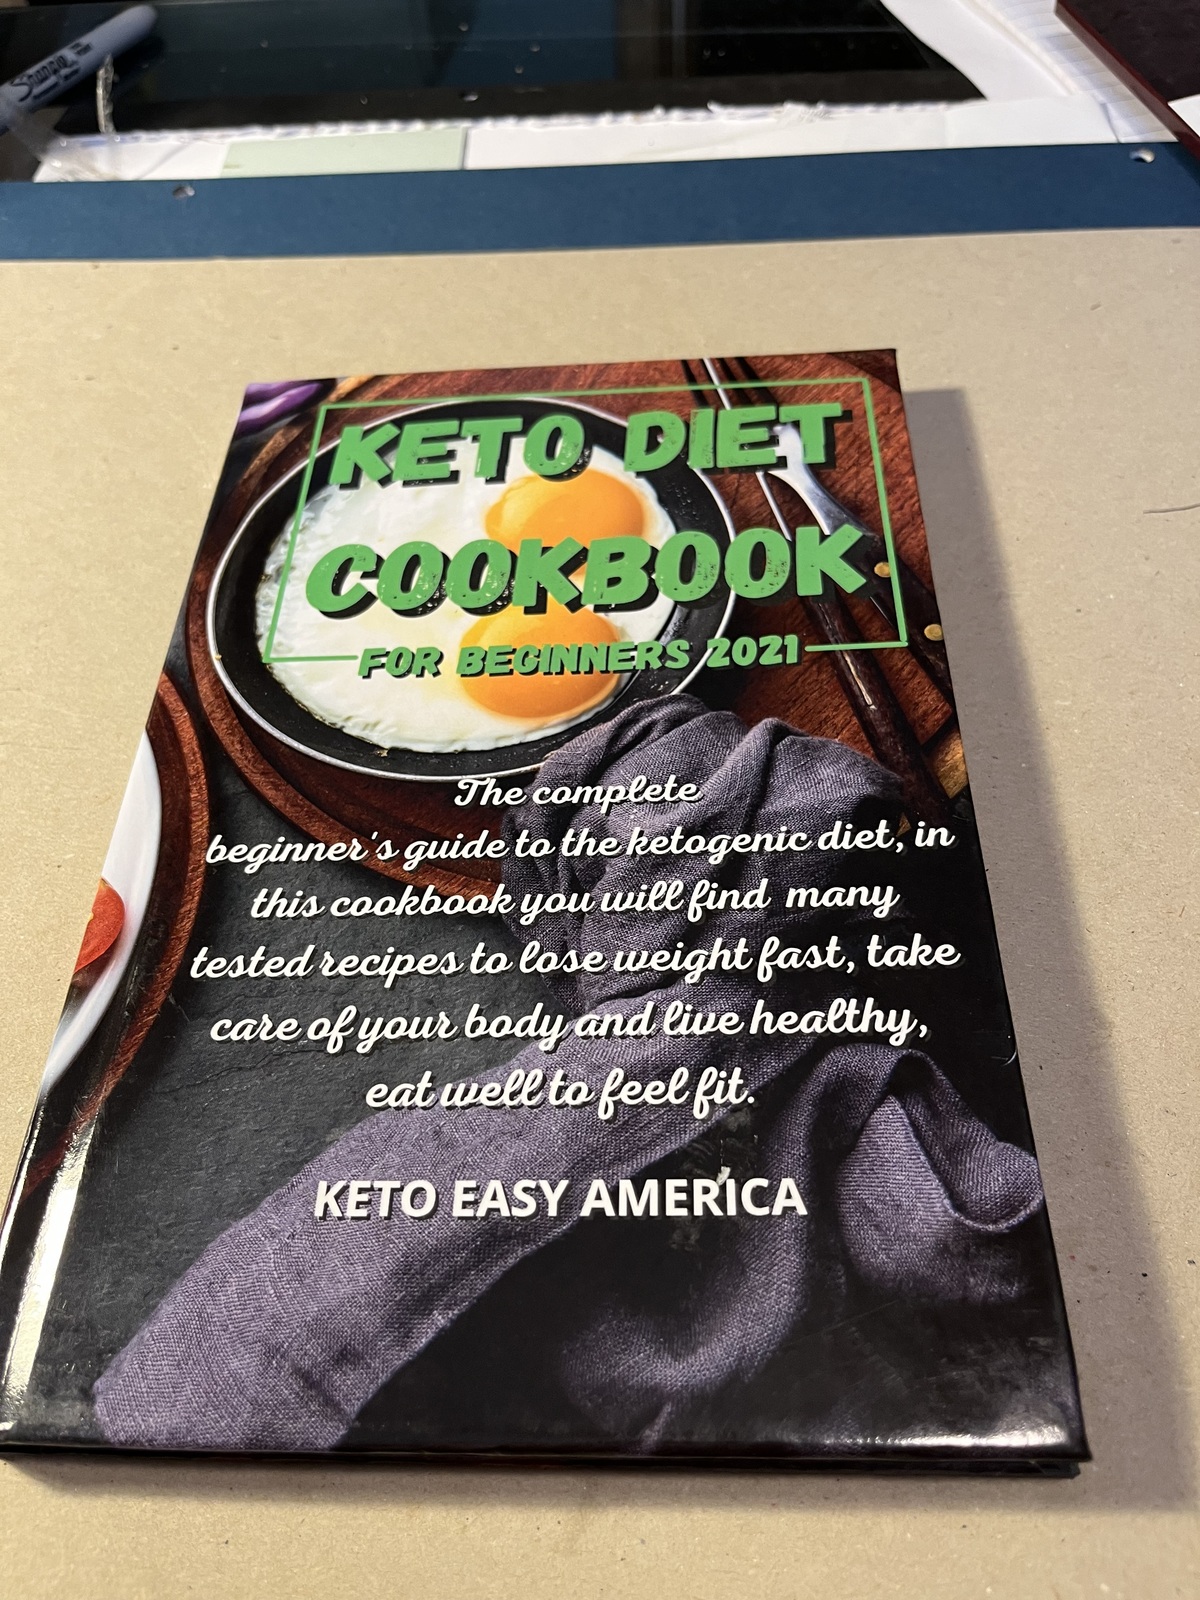 Sharpie
KETO DIET
COOKBOOK
FOR BEGINNERS 2021
The complete
beginner's guide to the ketogenic diet, in
this cookbook you will find many
tested recipes to lose weight fast, take
care of your body and live healthy,
eat well to feel fit.
KETO EASY AMERICA